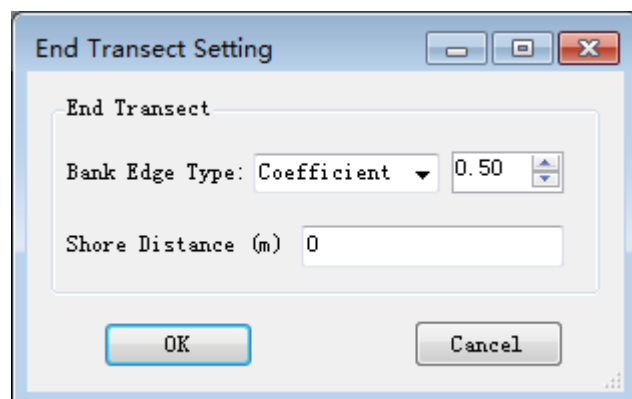 End Transect Setting
End Transect
Bank Edge Type: Coefficient 0.50
Shore Distance (m) 0
OK Cancel